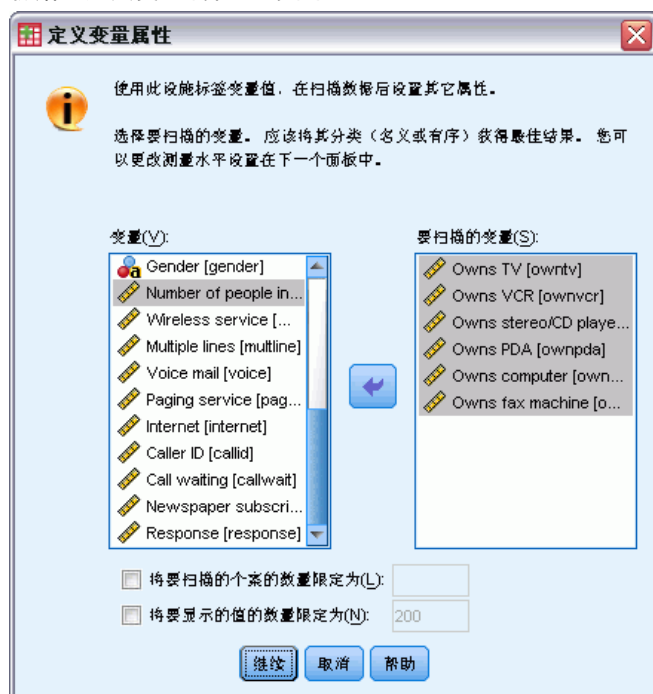 定义变量属性
使用此设施标签变量值，在扫描数据后设置其它属性。
选择要扫描的变量。 应该将其分类（名义或有序）获得最佳结果。 您可
以更改测量水平设置在下一个面板中。
变量(V):
Gender [gender]
Number of people in...
Wireless service [...
Multiple lines [multline]
Voice mail [voice]
Paging service [pag...
Internet [internet]
Caller ID [callid]
Call waiting [callwait]
Newspaper subscri...
Response [response]
要扫描的变量(S):
Owns TV [owntv]
Owns VCR [ownvcr]
Owns stereo/CD playe...
Owns PDA [ownpda]
Owns computer [own...
Owns fax machine [o...
将要扫描的个案的数量限定为(L):
将要显示的值的数量限定为(N): 200
继续 取消 帮助